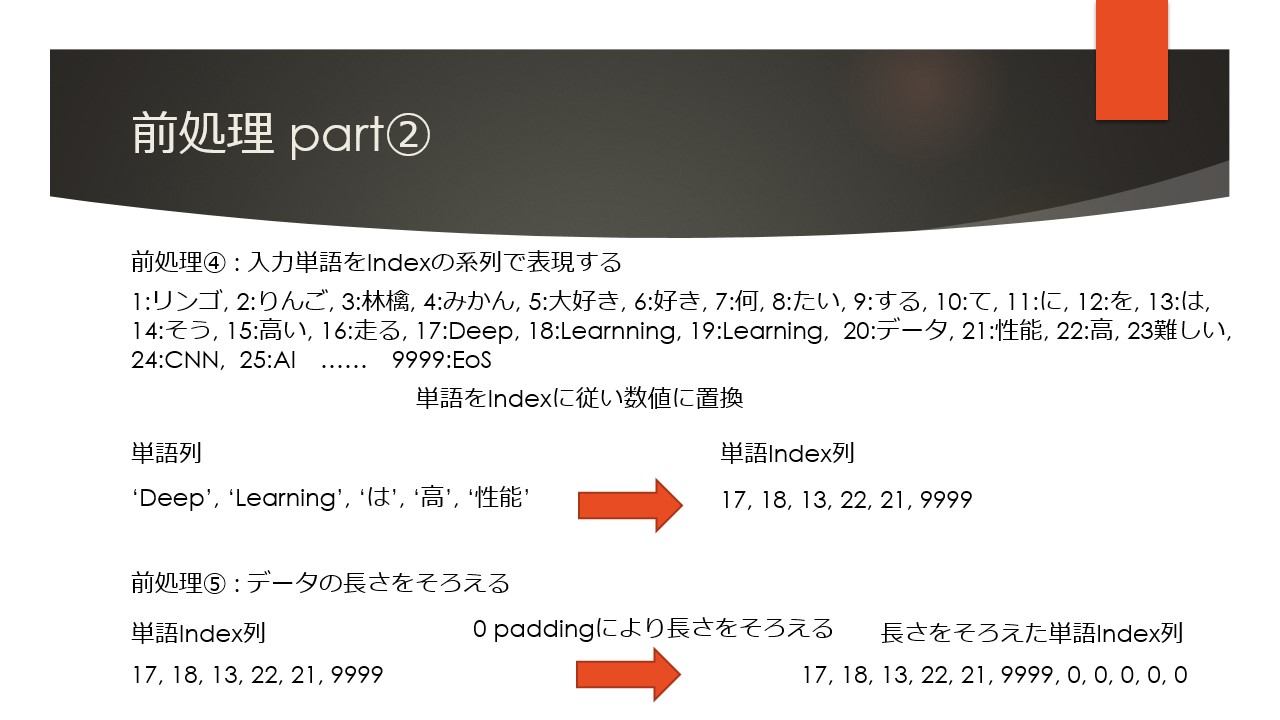 前処理 part②
前処理④ : 入力単語をIndexの系列で表現する
1:リンゴ, 2:りんご, 3:林檎, 4:みかん, 5:大好き, 6:好き, 7:何, 8:たい, 9:する, 10:て, 11:に, 12:を, 13:は,
14:そう, 15:高い, 16:走る, 17:Deep, 18:Learnning, 19:Learning, 20:データ, 21:性能, 22:高, 23難しい,
24:CNN, 25:AI …… 9999:EoS
単語をIndexに従い数値に置換
単語列
単語Index列
‘Deep’, ‘Learning’, ‘は’, ‘高’, ‘性能’
17, 18, 13, 22, 21, 9999
前処理⑤ : データの長さをそろえる
単語Index列
0 paddingにより長さをそろえる
長さをそろえた単語Index列
17, 18, 13, 22, 21, 9999
17, 18, 13, 22, 21, 9999, 0, 0, 0, 0, 0